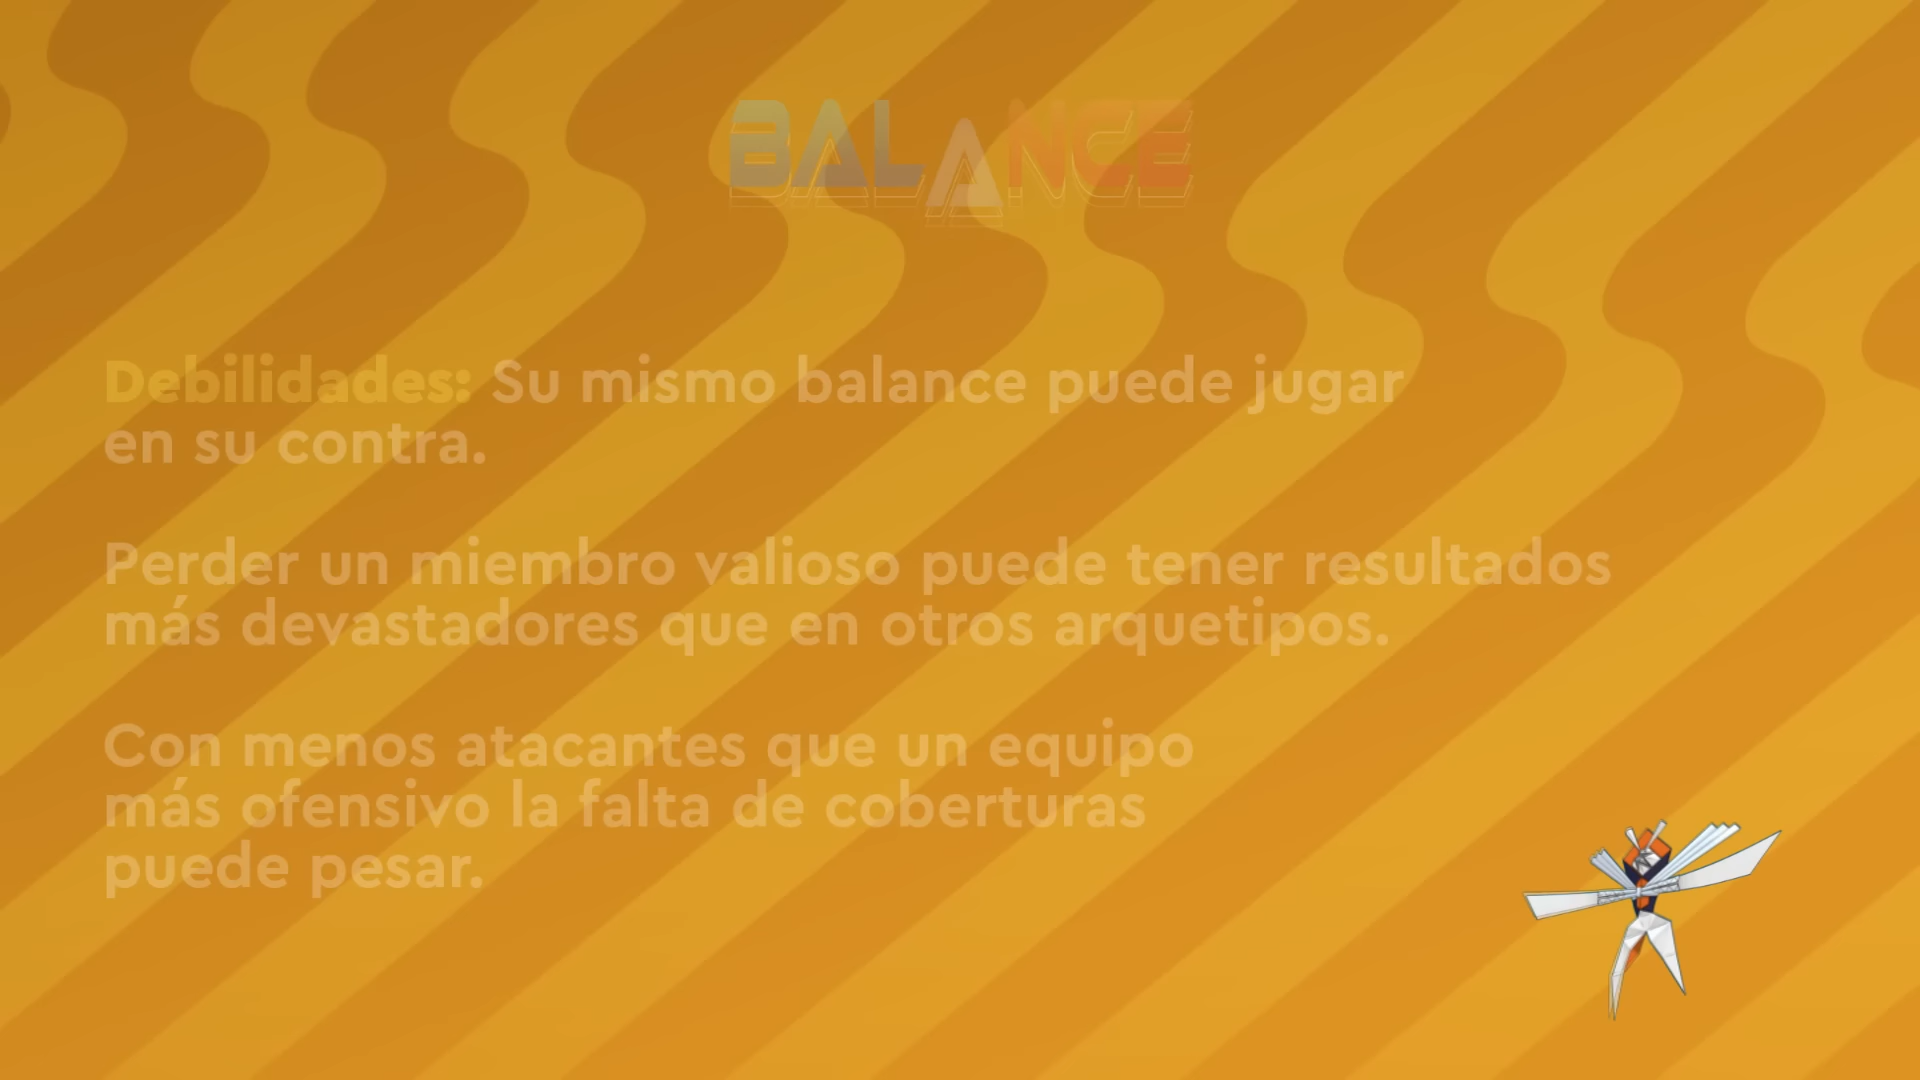 BALANCE
Debilidades: Su mismo balance puede jugar
en su contra.
Perder un miembro valioso puede tener resultados
más devastadores que en otros arquetipos.
Con menos atacantes que un equipo
más ofensivo la falta de coberturas
puede pesar.